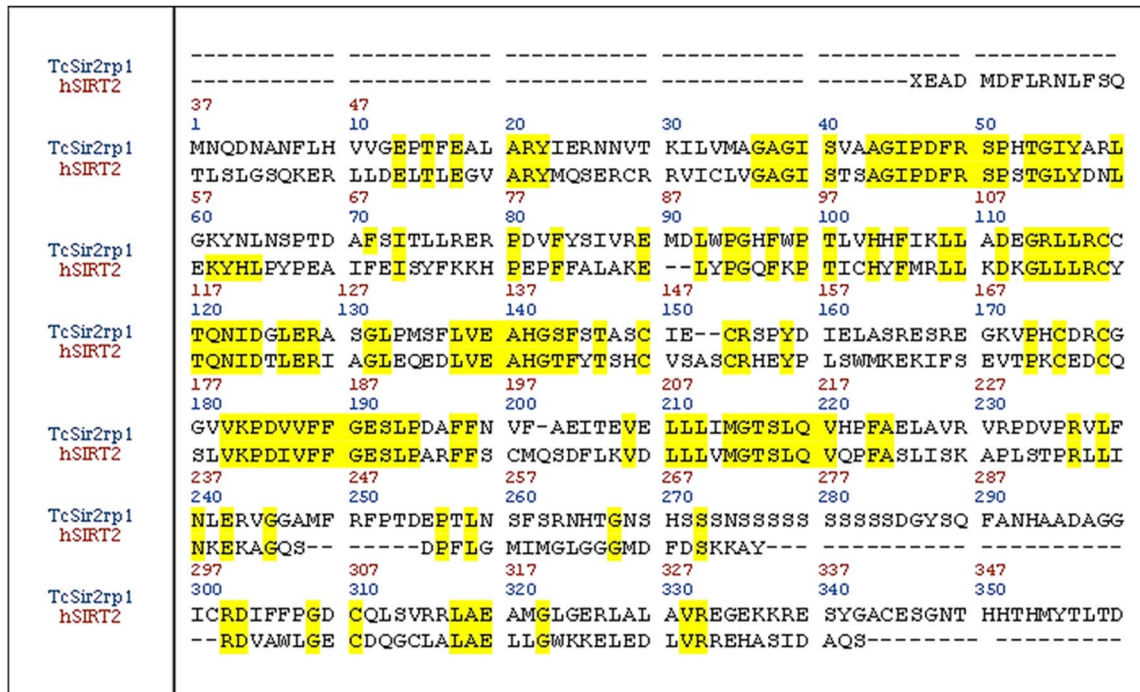 TcSir2rp1 ---------- ---------- ---------- ---------- ---------- ----------
hSIRT2 ---------- ---------- ---------- ---------- ------XEAD MDFLRNLFSQ
37 47
1 10 20 30 40 50
TcSir2rp1 MNQDNANFLH VVGEPTFEAL ARYIERNNVT KILVMAGAGI SVAAGIPDFR SPHTGIYARL
hSIRT2 TLSLGSQKER LLDELTLEGV ARYMQSERCR RVICLVGAGI STSAGIPDFR SPSTGLYDNL
57 67 77 87 97 107
60 70 80 90 100 110
TcSir2rp1 GKYNLNSPTD AFSITLLRER PDVFYSIVRE MDLWPGHFWP TLVHHFIKLL ADEGRLLRCC
hSIRT2 EKYHLPYPEA IFEISYFKKH PEPFFALAKE --LYPGQFKP TICHYFMRLL KDKGLLLRCY
117 127 137 147 157 167
120 130 140 150 160 170
TcSir2rp1 TQNIDGLERA SGLPMSFLVE AHGSFSTASC IE--CRSPYD IELASRESRE GKVPHCDRCG
hSIRT2 TQNIDTLERI AGLEQEDLVE AHGTFYTSHC VSASCRHEYP LSWMKEKIFS EVTPKCEDCQ
177 187 197 207 217 227
180 190 200 210 220 230
TcSir2rp1 GVVKPDVVFF GESLPDAFFN VF-AEITEVE LLLIMGTSLQ VHPFAELAVR VRPDVPRVLF
hSIRT2 SLVKPDIVFF GESLPARFFS CMQSDFLKVD LLLVMGTSLQ VQPFASLISK APLSTPRLLI
237 247 257 267 277 287
240 250 260 270 280 290
TcSir2rp1 NLERVGGAMF RFPTDEPTLN SFSRNHTGNS HSSSNSSSSS SSSSSDGYSQ FANHAADAGG
hSIRT2 NKEKAGQS-- -----DPFLG MIMGLGGGMD FDSKKAY--- ---------- ----------
297 307 317 327 337 347
300 310 320 330 340 350
TcSir2rp1 ICRDIFFPGD CQLSVRRLAE AMGLGERLAL AVREGEKKRE SYGACESGNT HHTHMYTLTD
hSIRT2 --RDVAWLGE CDQGCLALAE LLGWKKELED LVRREHASID AQS------- ----------